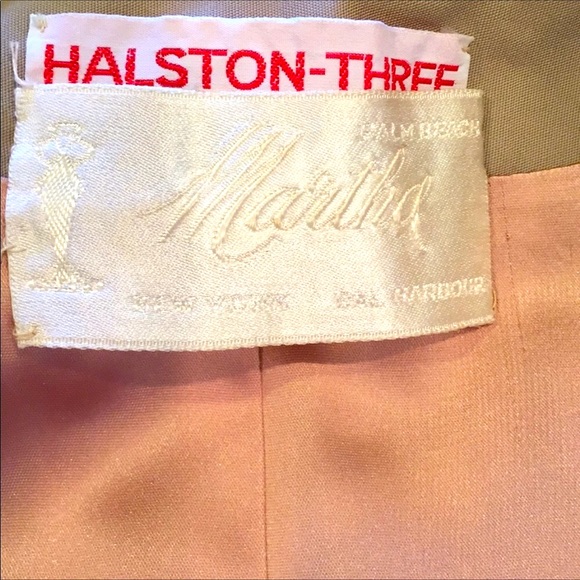 HALSTON-THREE
PALM BEACH
Martha
NEW YORK BAL HARBOUR